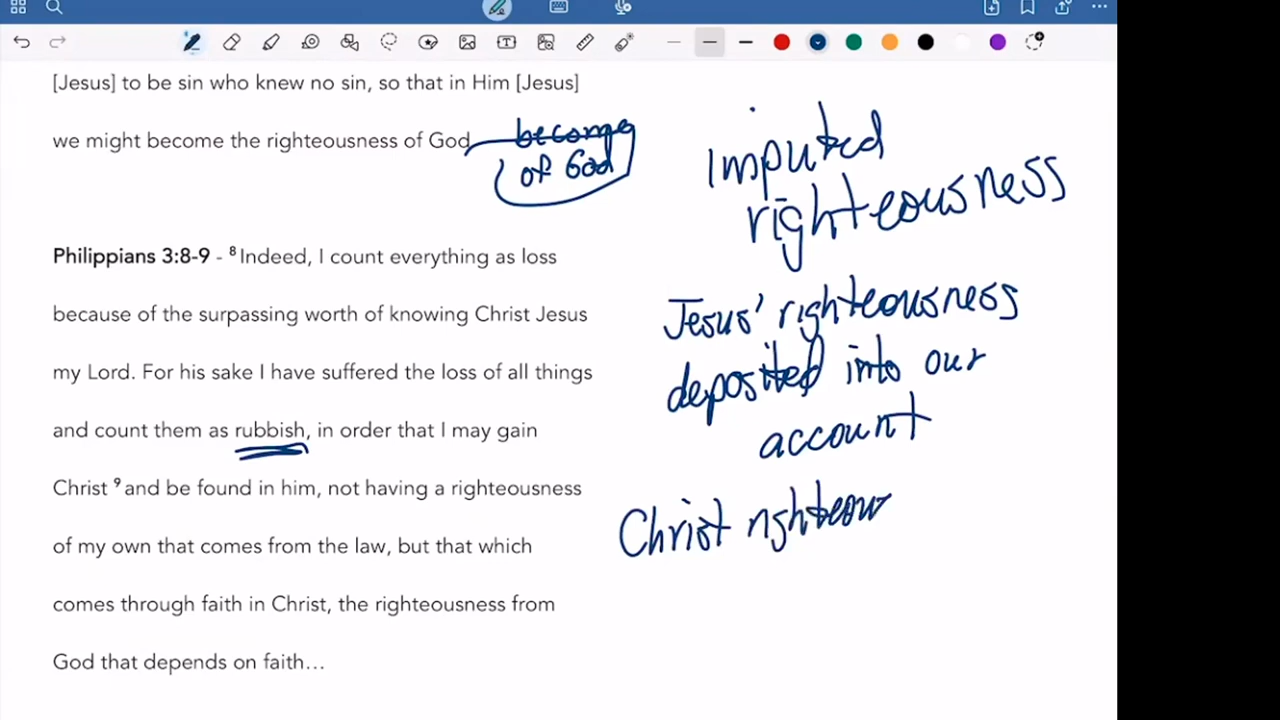 [Jesus] to be sin who knew no sin, so that in Him [Jesus]
we might become the righteousness of God
become
of God
Philippians 3:8-9 - 8 Indeed, I count everything as loss
because of the surpassing worth of knowing Christ Jesus
my Lord. For his sake I have suffered the loss of all things
and count them as rubbish, in order that I may gain
Christ 9 and be found in him, not having a righteousness
of my own that comes from the law, but that which
comes through faith in Christ, the righteousness from
God that depends on faith…
Imputed
righteousness
Jesus' righteousness
deposited into our
account
Christ righteou